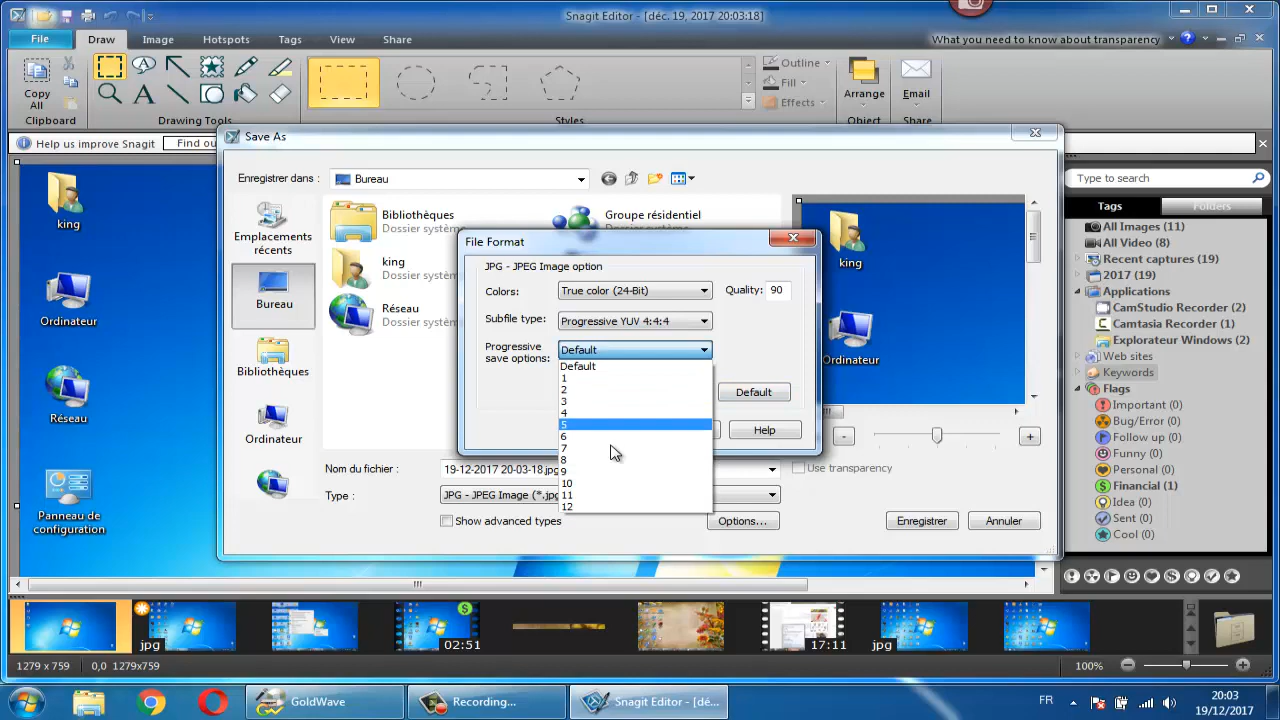 Snagit Editor - [déc. 19, 2017 20:03:18]
File Draw Image Hotspots Tags View Share
What you need to know about transparency
Copy All
Clipboard
Drawing Tools
Styles
Outline
Fill
Effects
Arrange
Object
Email
Share
Help us improve Snagit
Find ou
Save As
Enregistrer dans :
Bureau
Emplacements récents
Bureau
Bibliothèques
Ordinateur
Bibliothèques
Dossier système
Groupe résidentiel
king
Dossier systèm
Réseau
Dossier systèm
File Format
JPG - JPEG Image option
Colors: True color (24-Bit)
Quality: 90
Subfile type: Progressive YUV 4:4:4
Progressive save options: Default
Default
1
2
3
4
5
6
7
8
9
10
11
12
Default
Help
king
Ordinateur
Nom du fichier : 19-12-2017 20-03-18.jpg
Type : JPG - JPEG Image (*.jpg
Show advanced types
Options...
Use transparency
Enregistrer
Annuler
king
Ordinateur
Réseau
Panneau de configuration
Type to search
Tags Folders
All Images (11)
All Video (8)
Recent captures (19)
2017 (19)
Applications
CamStudio Recorder (2)
Camtasia Recorder (1)
Explorateur Windows (2)
Web sites
Keywords
Flags
Important (0)
Bug/Error (0)
Follow up (0)
Funny (0)
Personal (0)
Financial (1)
Idea (0)
Sent (0)
Cool (0)
jpg
02:51
17:11
jpg
1279 x 759
0,0 1279x759
100%
GoldWave
Recording...
Snagit Editor - [dé...
FR
20:03
19/12/2017